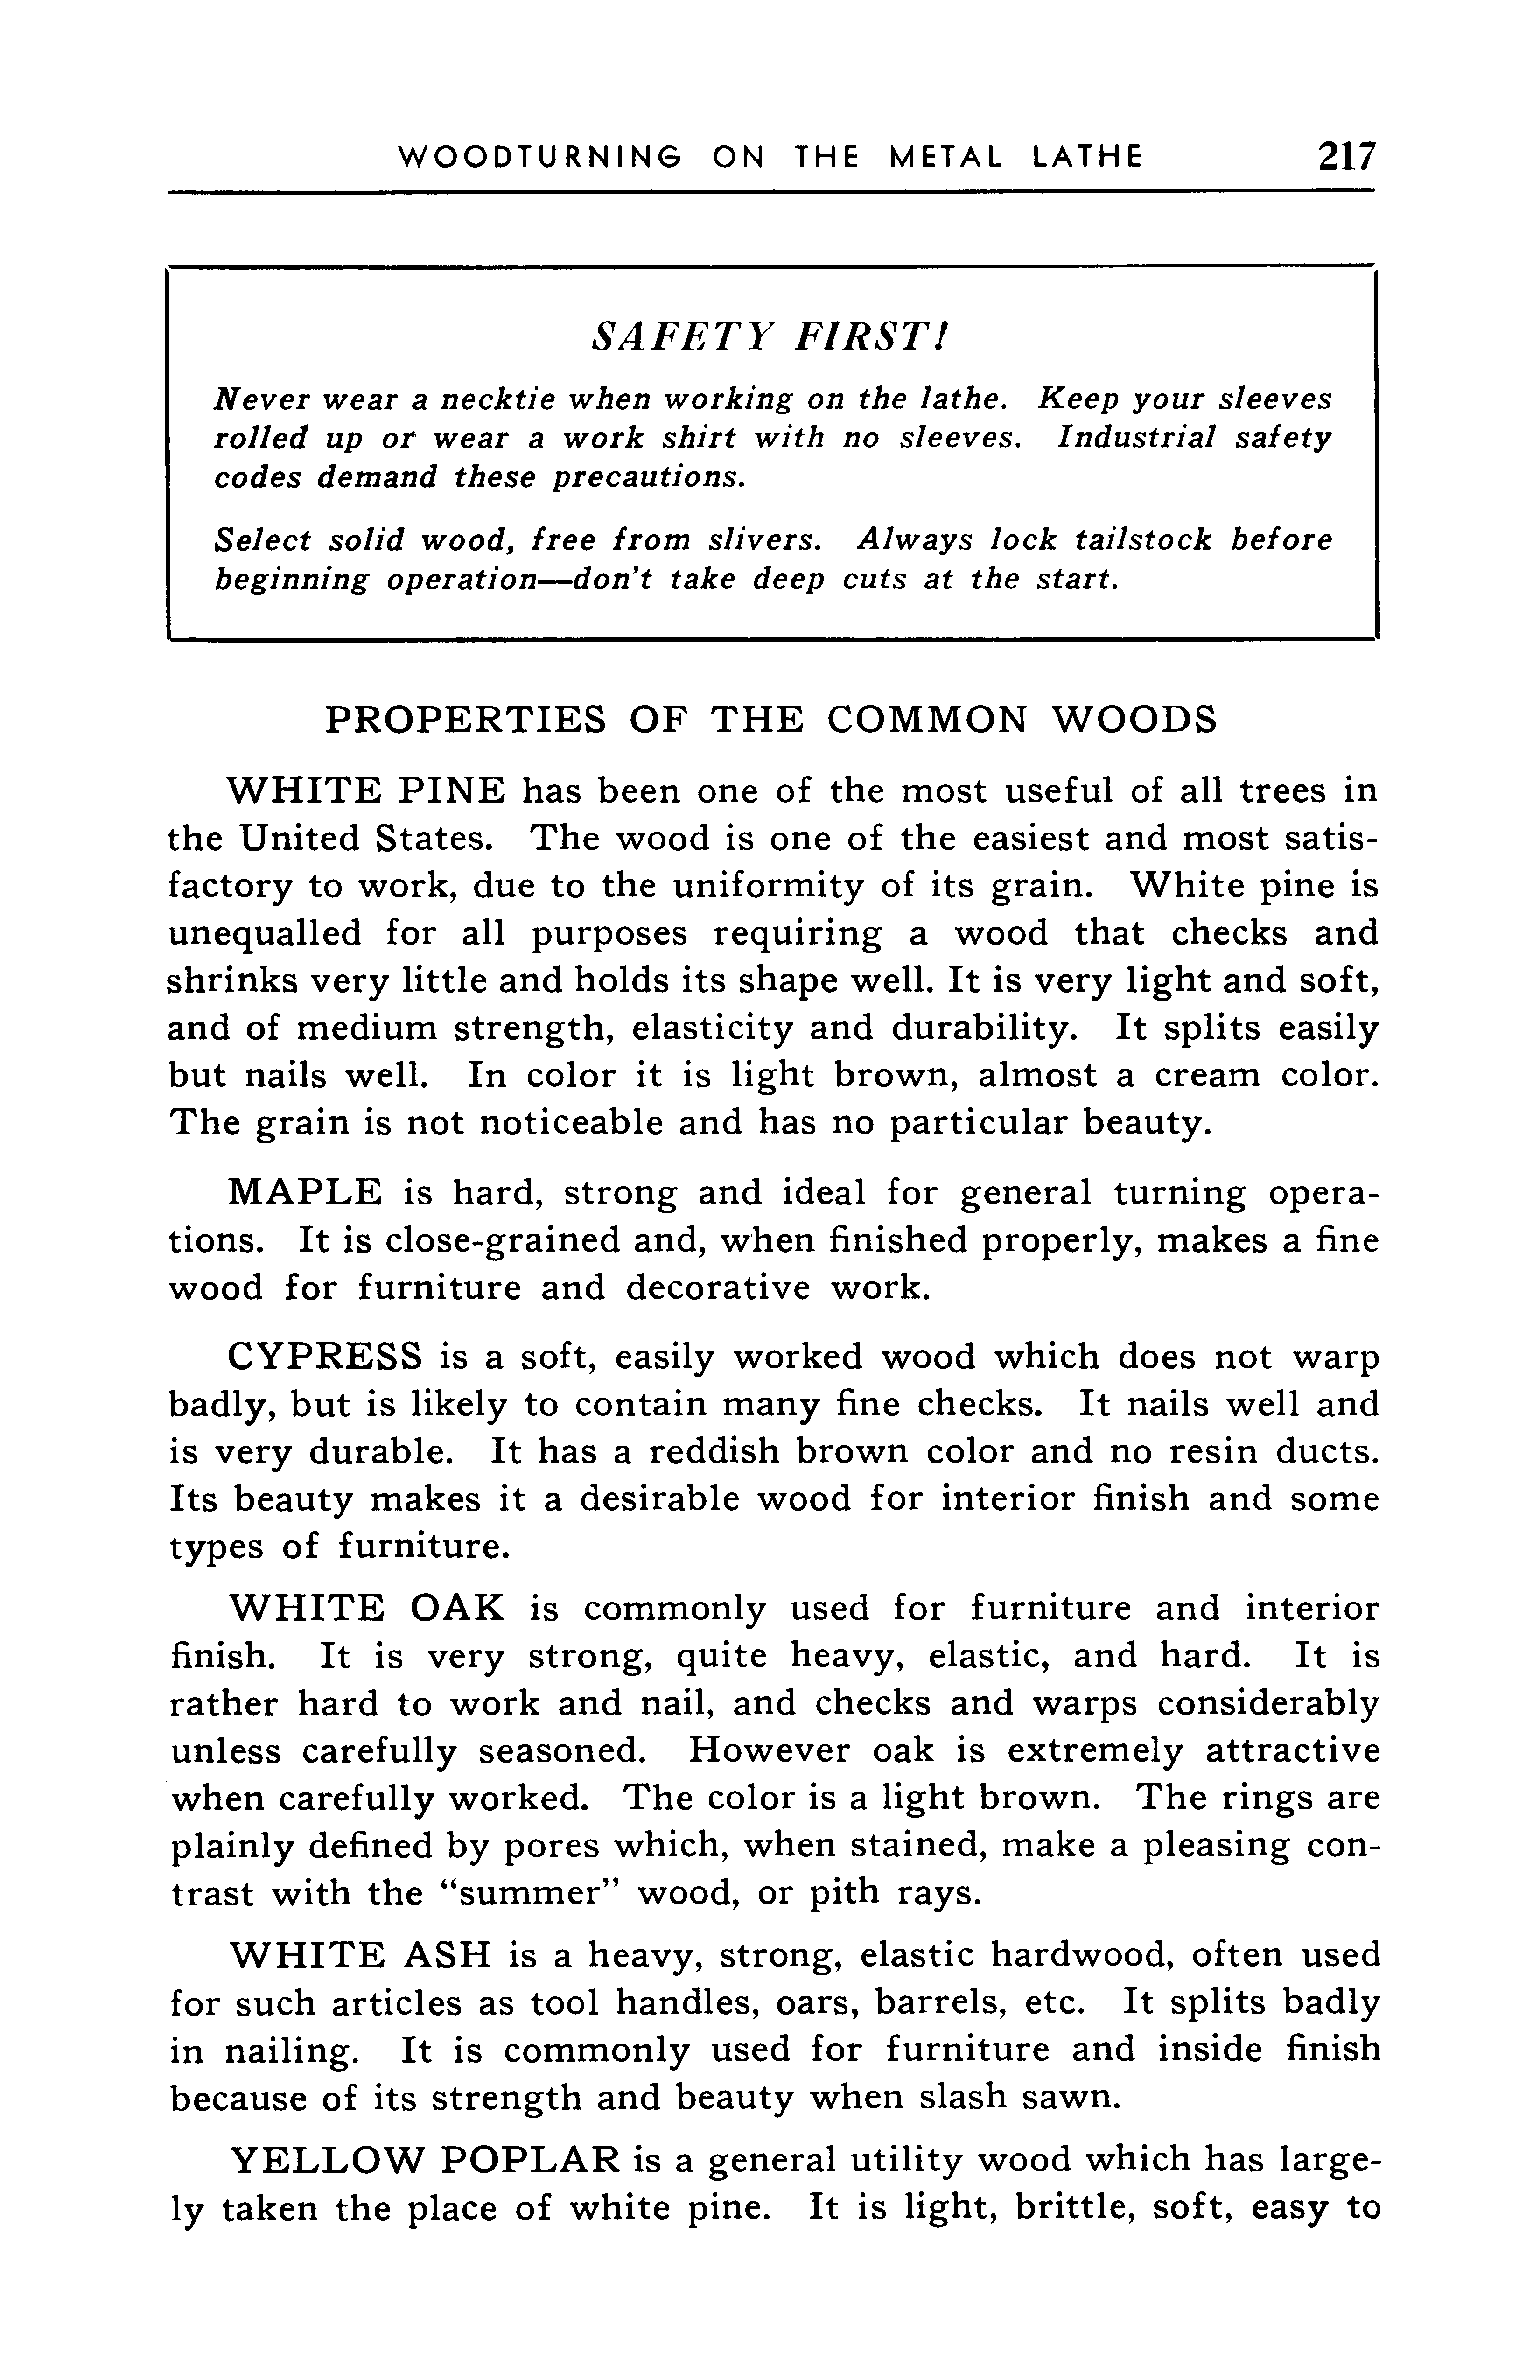 WOODTURNING ON THE METAL LATHE 217
SAFETY FIRST!
Never wear a necktie when working on the lathe. Keep your sleeves
rolled up or wear a work shirt with no sleeves. Industrial safety
codes demand these precautions.
Select solid wood, free from slivers. Always lock tailstock before
beginning operation—don't take deep cuts at the start.
PROPERTIES OF THE COMMON WOODS
WHITE PINE has been one of the most useful of all trees in
the United States. The wood is one of the easiest and most satis-
factory to work, due to the uniformity of its grain. White pine is
unequalled for all purposes requiring a wood that checks and
shrinks very little and holds its shape well. It is very light and soft,
and of medium strength, elasticity and durability. It splits easily
but nails well. In color it is light brown, almost a cream color.
The grain is not noticeable and has no particular beauty.
MAPLE is hard, strong and ideal for general turning opera-
tions. It is close-grained and, when finished properly, makes a fine
wood for furniture and decorative work.
CYPRESS is a soft, easily worked wood which does not warp
badly, but is likely to contain many fine checks. It nails well and
is very durable. It has a reddish brown color and no resin ducts.
Its beauty makes it a desirable wood for interior finish and some
types of furniture.
WHITE OAK is commonly used for furniture and interior
finish. It is very strong, quite heavy, elastic, and hard. It is
rather hard to work and nail, and checks and warps considerably
unless carefully seasoned. However oak is extremely attractive
when carefully worked. The color is a light brown. The rings are
plainly defined by pores which, when stained, make a pleasing con-
trast with the “summer” wood, or pith rays.
WHITE ASH is a heavy, strong, elastic hardwood, often used
for such articles as tool handles, oars, barrels, etc. It splits badly
in nailing. It is commonly used for furniture and inside finish
because of its strength and beauty when slash sawn.
YELLOW POPLAR is a general utility wood which has large-
ly taken the place of white pine. It is light, brittle, soft, easy to